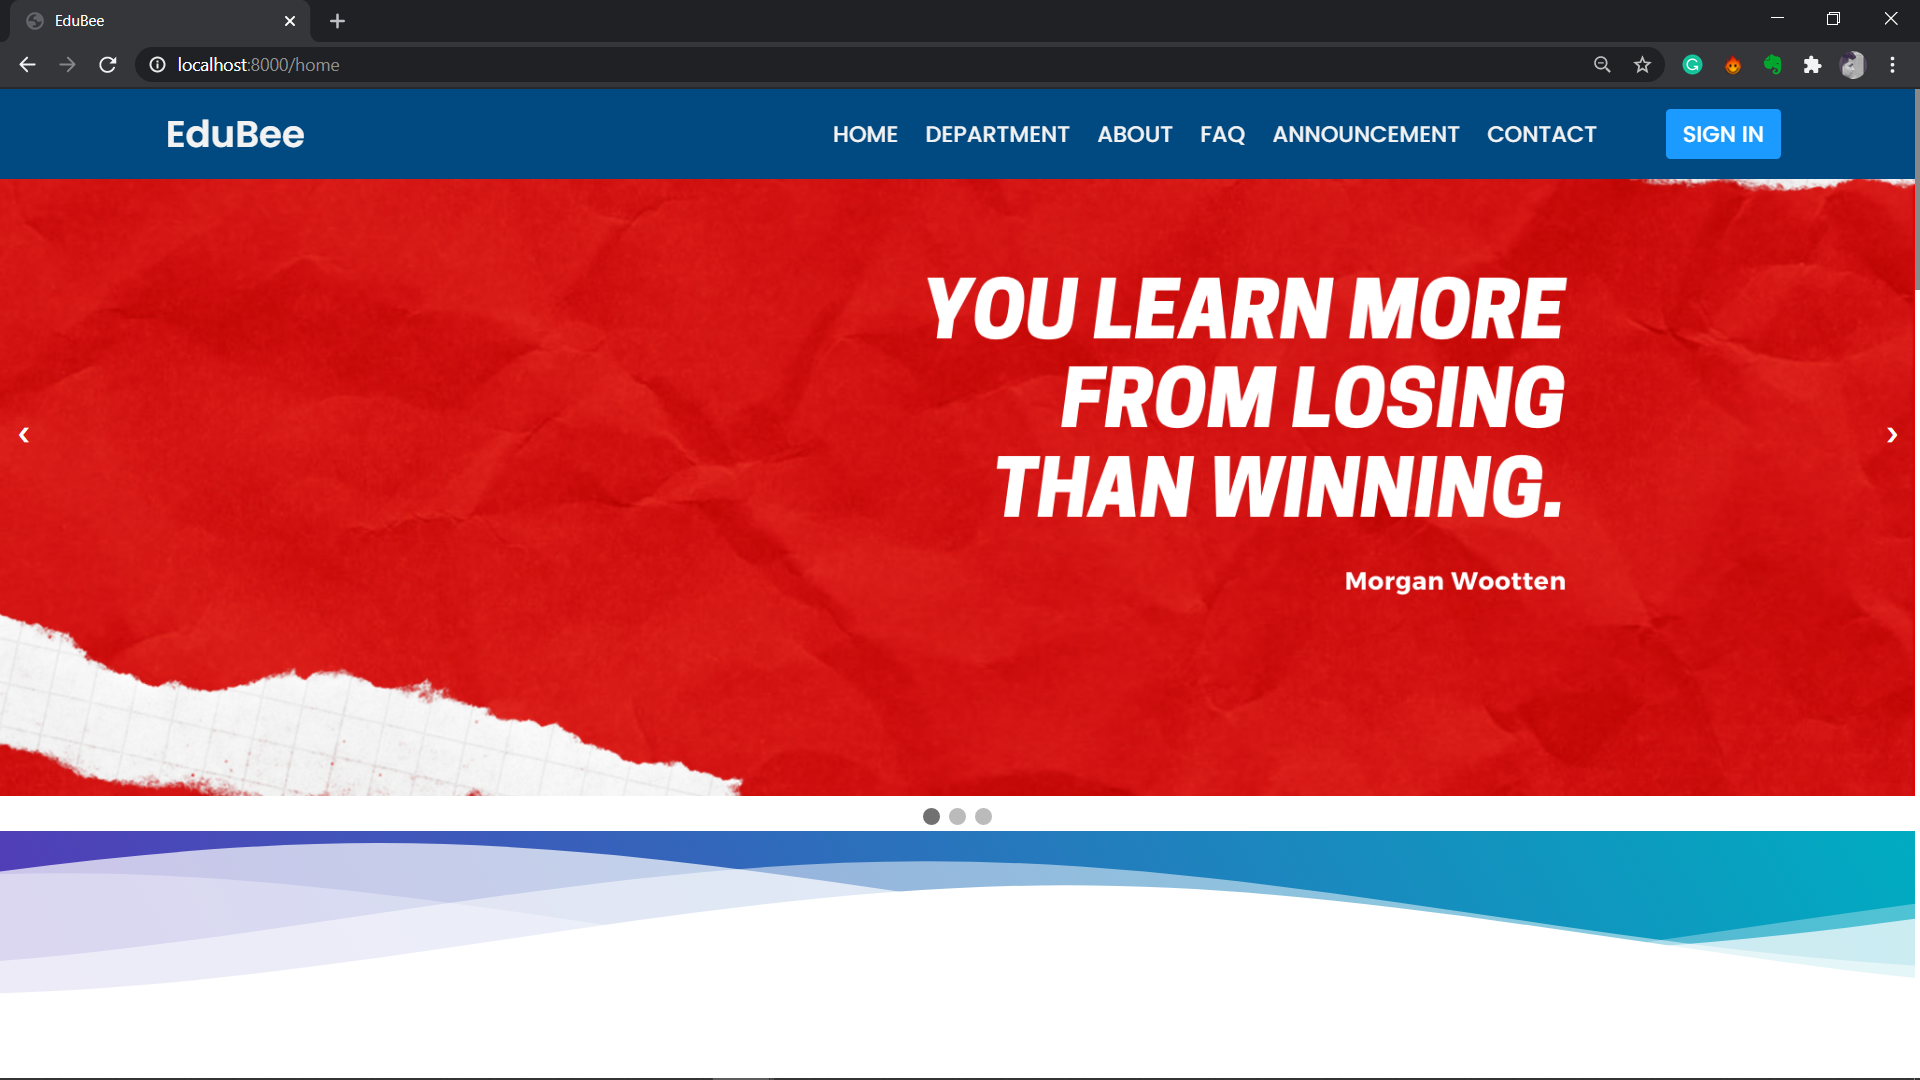 EduBee
localhost:8000/home
EduBee
HOME DEPARTMENT ABOUT FAQ ANNOUNCEMENT CONTACT SIGN IN
YOU LEARN MORE
FROM LOSING
THAN WINNING.
Morgan Wootten